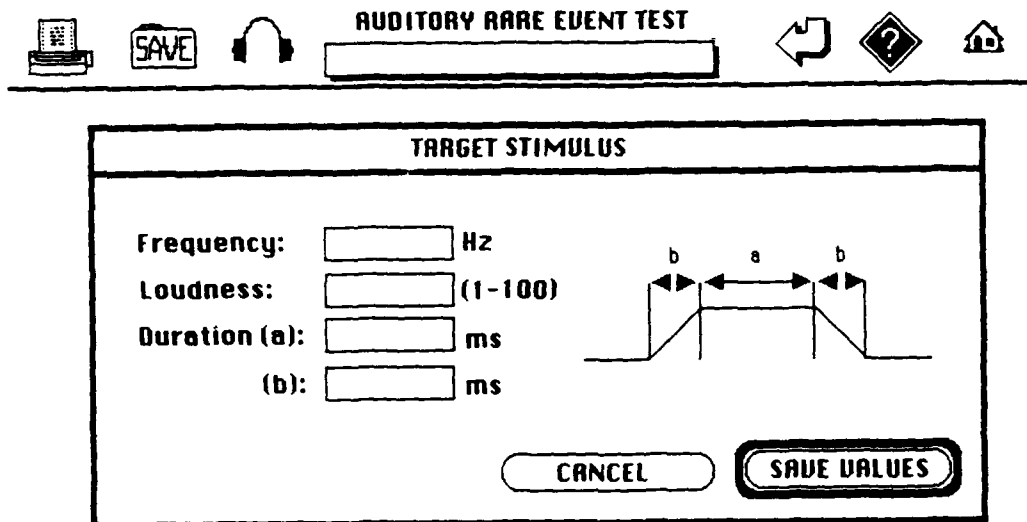 AUDITORY RARE EVENT TEST
SAVE
?
TARGET STIMULUS
Frequency: Hz
Loudness: (1-100)
Duration (a): ms
(b): ms
b a b
CANCEL SAVE VALUES